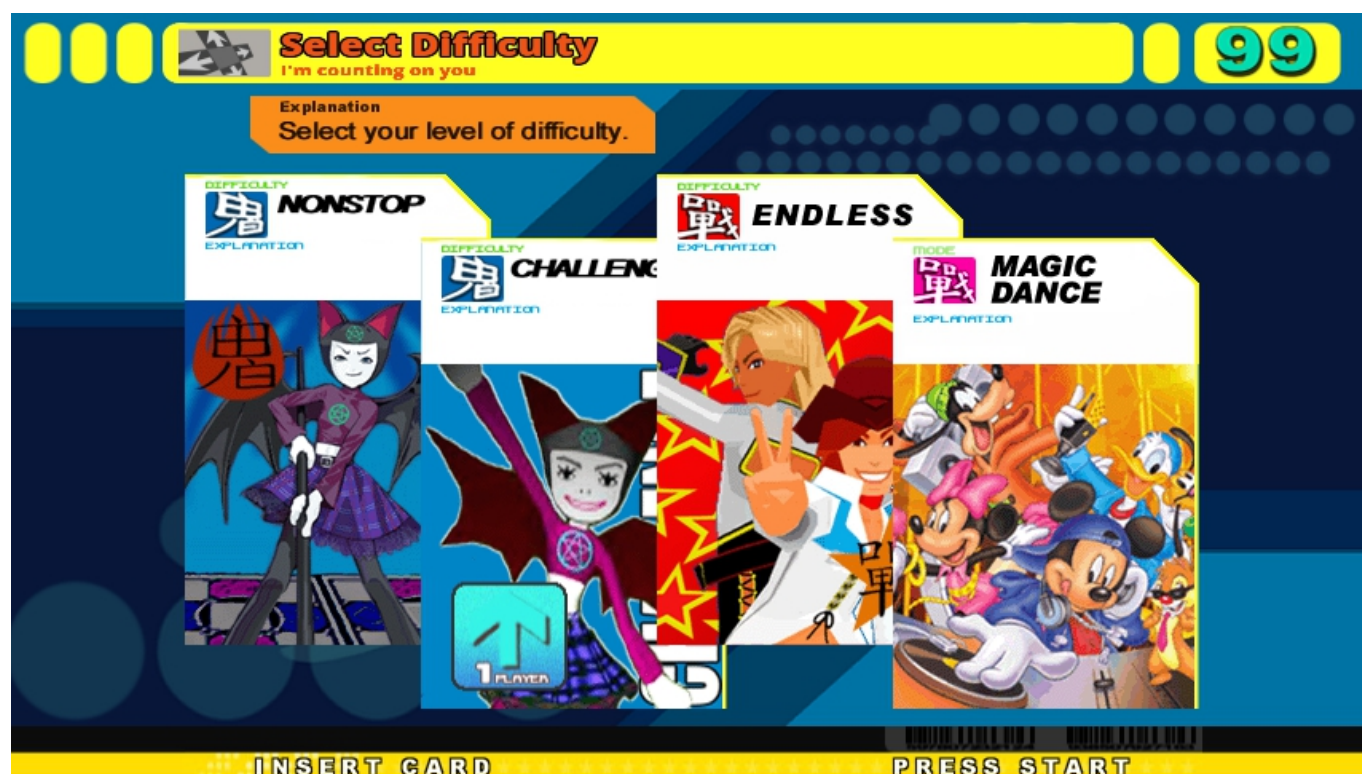 Select Difficulty
I'm counting on you
99
Explanation
Select your level of difficulty.
DIFFICULTY
鬼
NONSTOP
EXPLANATION
鬼
DIFFICULTY
鬼
CHALLENG
EXPLANATION
1 PLAYER
DIFFICULTY
戰
ENDLESS
EXPLANATION
戰
MODE
戰
MAGIC
DANCE
EXPLANATION
INSERT CARD
PRESS START